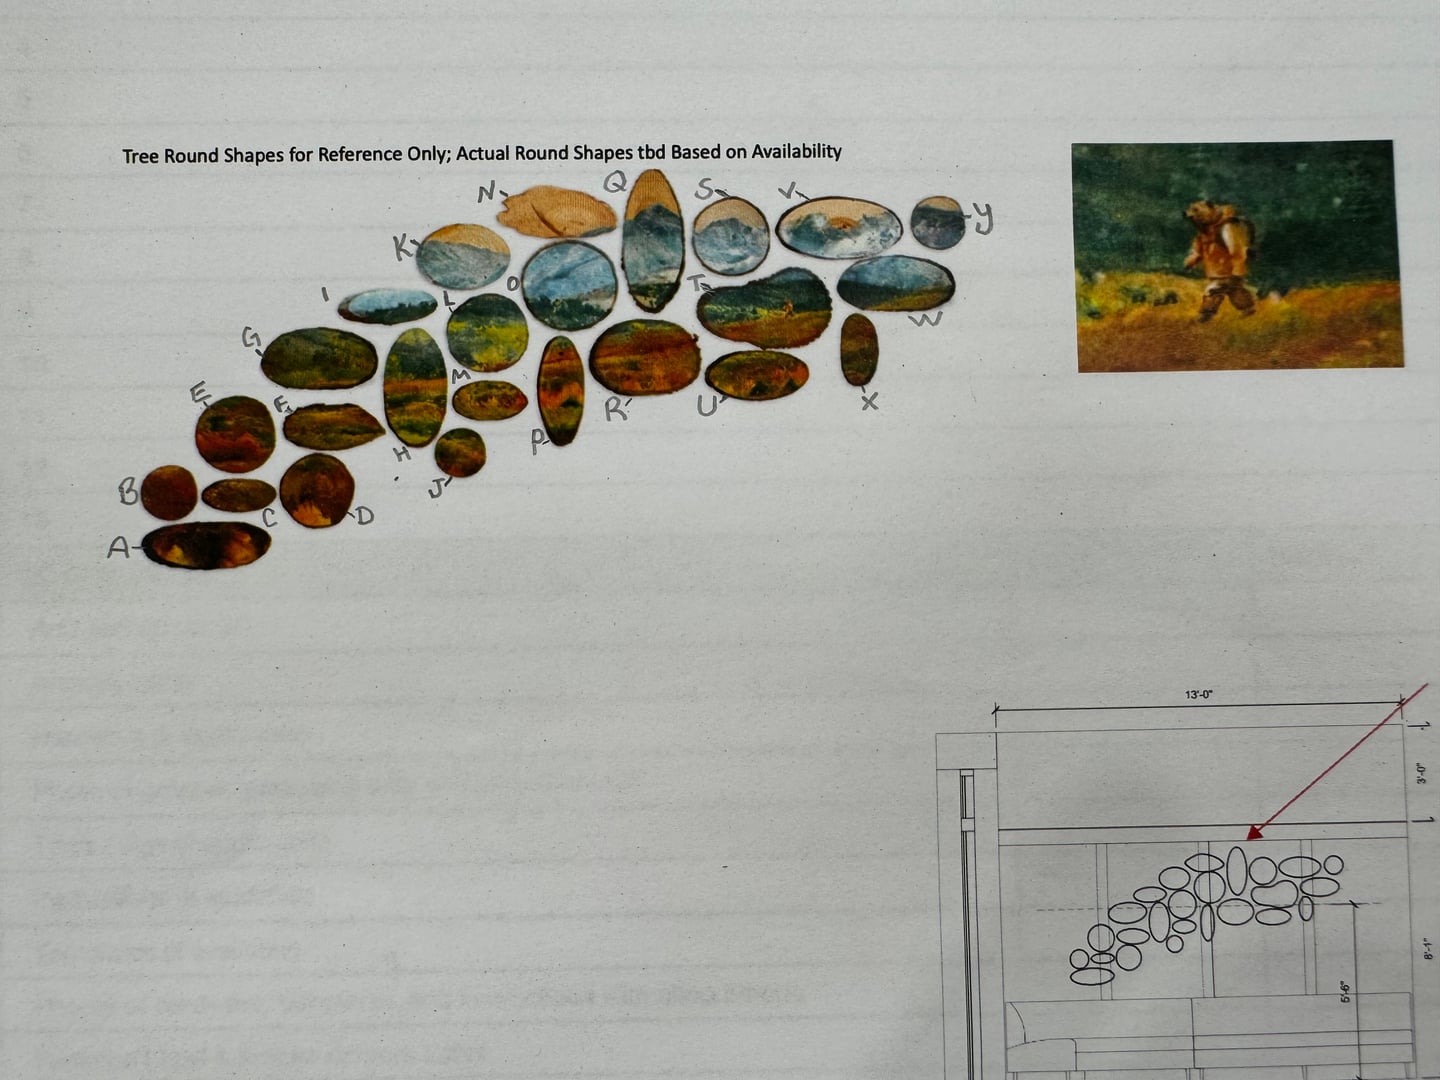 Tree Round Shapes for Reference Only; Actual Round Shapes tbd Based on Availability
N
Q
S
V
Y
K
I
L
O
T
W
G
M
E
F
R
U
X
H
P
J
B
C
D
A
13'-0"
3'-0"
8'-1"
5'-6"